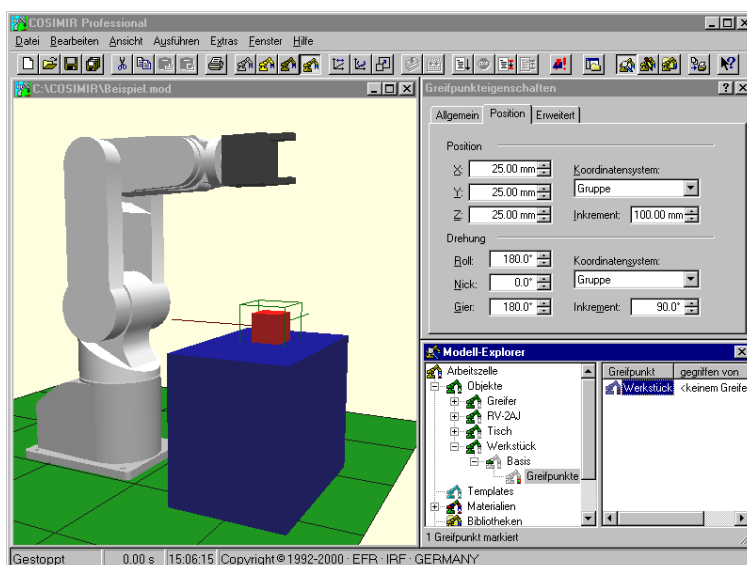 COSIMIR Professional
Datei Bearbeiten Ansicht Ausführen Extras Fenster Hilfe
C:\COSIMIR\Beispiel.mod
Greifpunkteigenschaften
Allgemein Position Erweitert
Position
X: 25.00 mm Koordinatensystem:
Y: 25.00 mm Gruppe
Z: 25.00 mm Inkrement: 100.00 mm
Drehung
Roll: 180.0° Koordinatensystem:
Nick: 0.0° Gruppe
Gier: 180.0° Inkrement: 90.0°
Modell-Explorer
Arbeitszelle
Objekte
Greifer
RV-2AJ
Tisch
Werkstück
Basis
Greifpunkte
Templates
Materialien
Bibliotheken
Greifpunkt gegriffen von
Werkstück <keinem Greife
1 Greifpunkt markiert
Gestoppt 0.00 s 15:06:15 Copyright © 1992-2000 · EFR · IRF · GERMANY